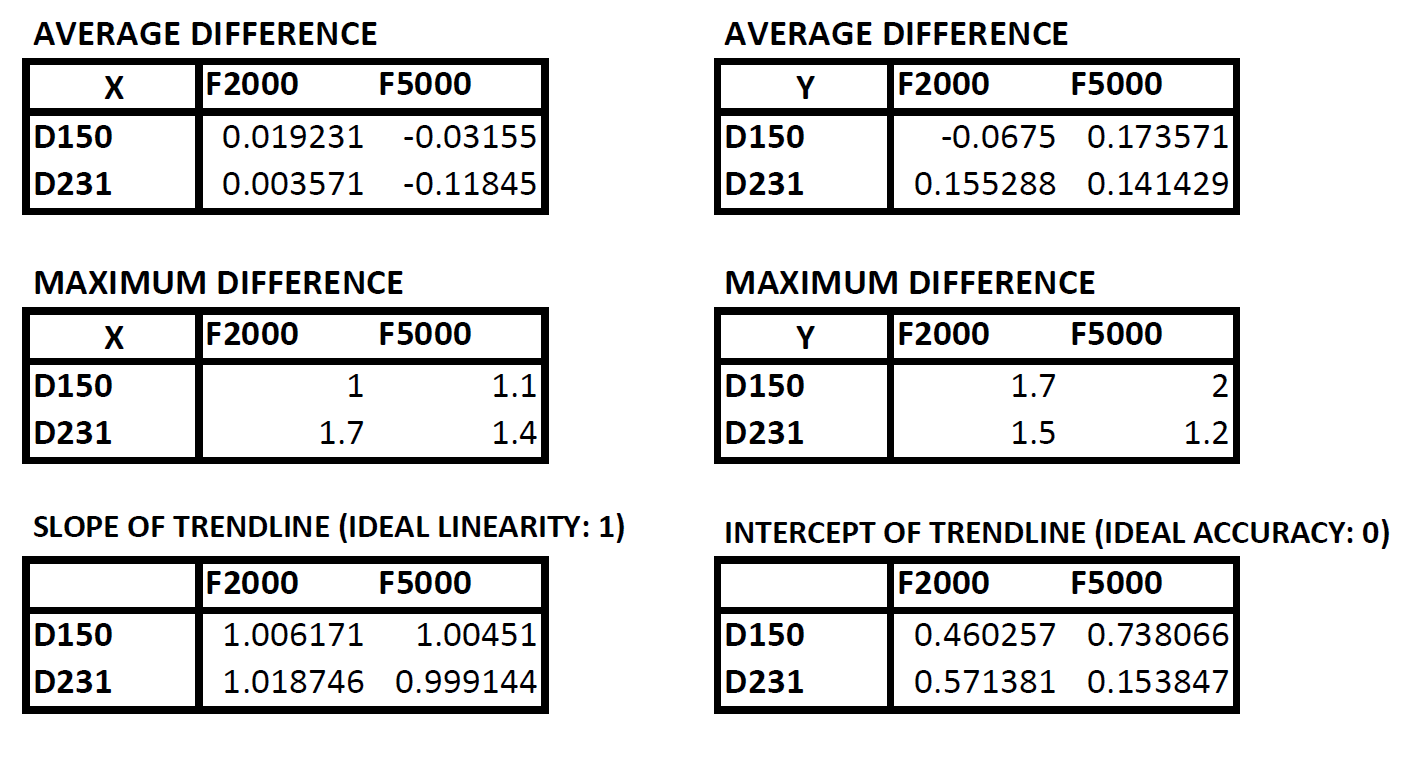 AVERAGE DIFFERENCE
X F2000 F5000
D150 0.019231 -0.03155
D231 0.003571 -0.11845
AVERAGE DIFFERENCE
Y F2000 F5000
D150 -0.0675 0.173571
D231 0.155288 0.141429
MAXIMUM DIFFERENCE
X F2000 F5000
D150 1 1.1
D231 1.7 1.4
MAXIMUM DIFFERENCE
Y F2000 F5000
D150 1.7 2
D231 1.5 1.2
SLOPE OF TRENDLINE (IDEAL LINEARITY: 1)
F2000 F5000
D150 1.006171 1.00451
D231 1.018746 0.999144
INTERCEPT OF TRENDLINE (IDEAL ACCURACY: 0)
F2000 F5000
D150 0.460257 0.738066
D231 0.571381 0.153847